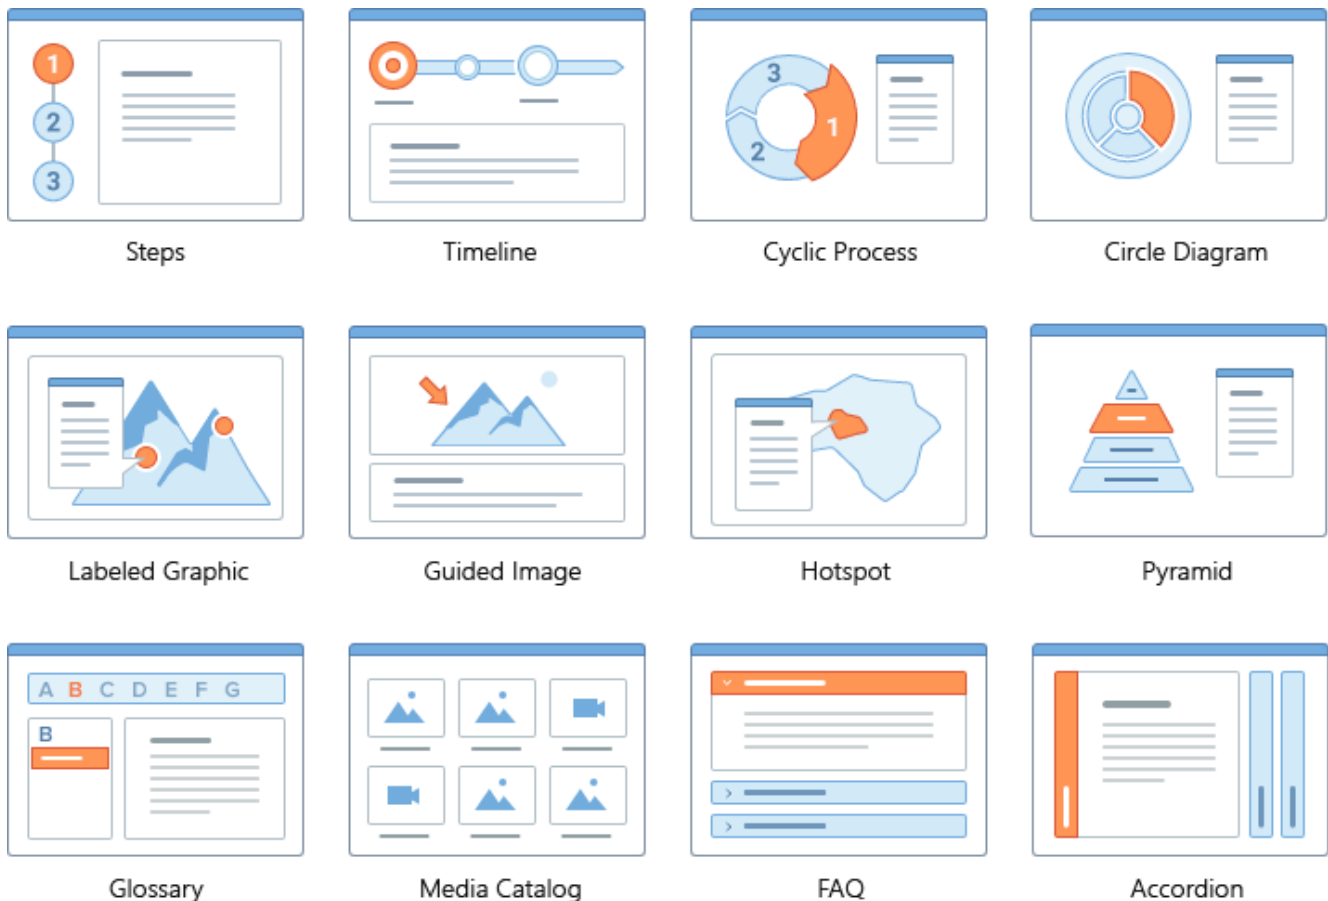 1
2
3
Steps
Timeline
3
1
2
Cyclic Process
Circle Diagram
Labeled Graphic
Guided Image
Hotspot
Pyramid
A B C D E F G
B
Glossary
Media Catalog
FAQ
Accordion